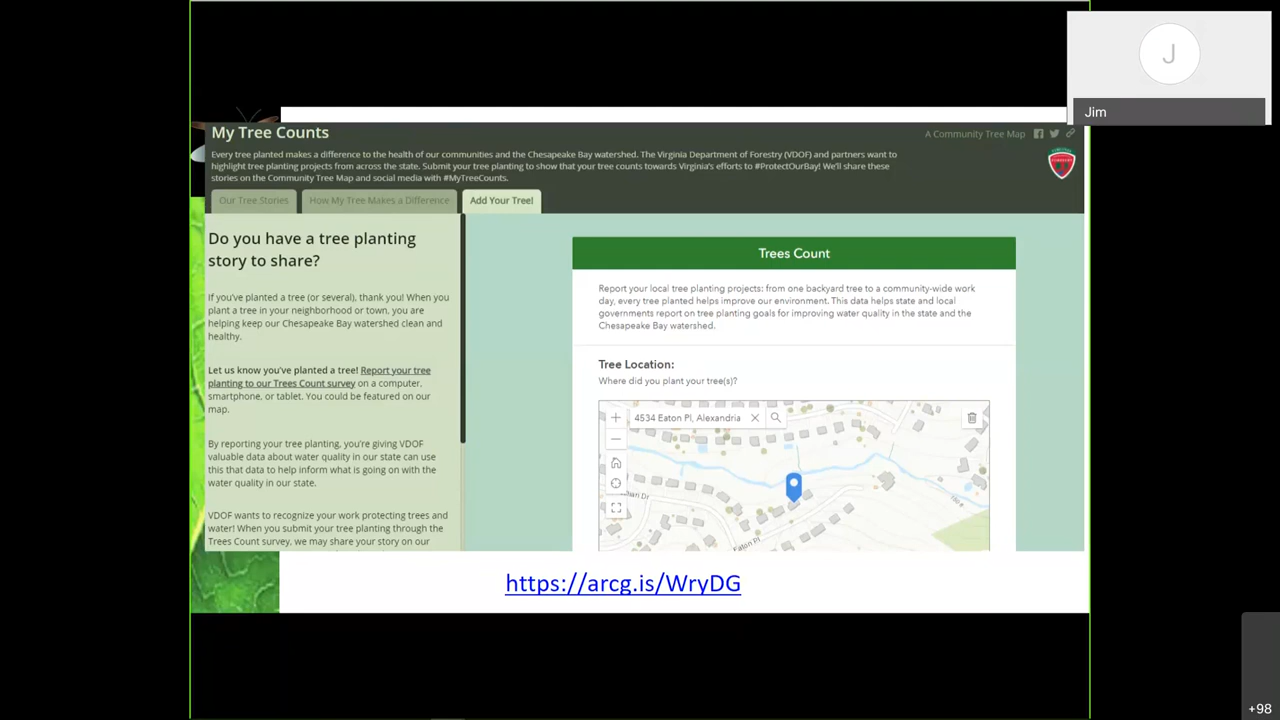 J
Jim
My Tree Counts
A Community Tree Map
Every tree planted makes a difference to the health of our communities and the Chesapeake Bay watershed. The Virginia Department of Forestry (VDOF) and partners want to
highlight tree planting projects from across the state. Submit your tree planting to show that your tree counts towards Virginia's efforts to #ProtectOurBay! We'll share these
stories on the Community Tree Map and social media with #MyTreeCounts.
Our Tree Stories
How My Tree Makes a Difference
Add Your Tree!
Do you have a tree planting
story to share?
If you've planted a tree (or several), thank you! When you
plant a tree in your neighborhood or town, you are
helping keep our Chesapeake Bay watershed clean and
healthy.
Let us know you've planted a tree! Report your tree
planting to our Trees Count survey on a computer,
smartphone, or tablet. You could be featured on our
map.
By reporting your tree planting, you're giving VDOF
valuable data about water quality in our state can use
this that data to help inform what is going on with the
water quality in our state.
VDOF wants to recognize your work protecting trees and
water! When you submit your tree planting through the
Trees Count survey, we may share your story on our
Trees Count
Report your local tree planting projects: from one backyard tree to a community-wide work
day, every tree planted helps improve our environment. This data helps state and local
governments report on tree planting goals for improving water quality in the state and the
Chesapeake Bay watershed.
Tree Location:
Where did you plant your tree(s)?
4534 Eaton Pl, Alexandria
Eaton Pl
https://arcg.is/WryDG
+98